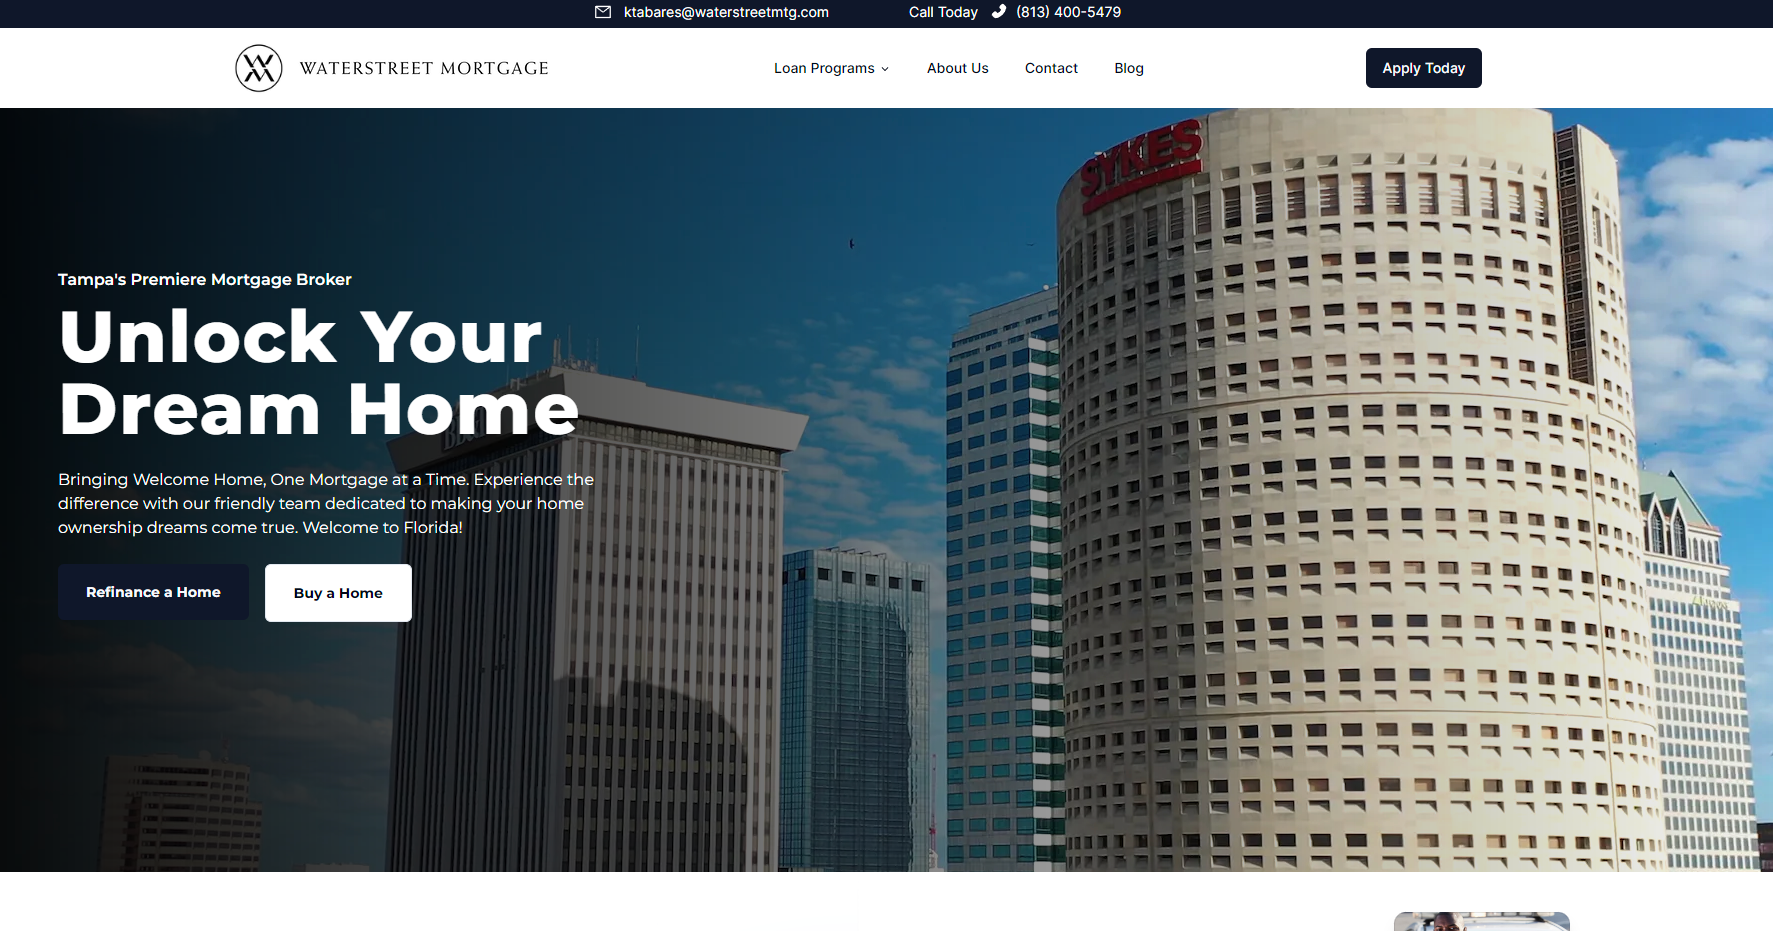 ktabares@waterstreetmtg.com Call Today (813) 400-5479
WATERSTREET MORTGAGE
Loan Programs About Us Contact Blog
Apply Today
SYKES
Tampa's Premiere Mortgage Broker
Unlock Your
Dream Home
Bringing Welcome Home, One Mortgage at a Time. Experience the
difference with our friendly team dedicated to making your home
ownership dreams come true. Welcome to Florida!
Refinance a Home Buy a Home